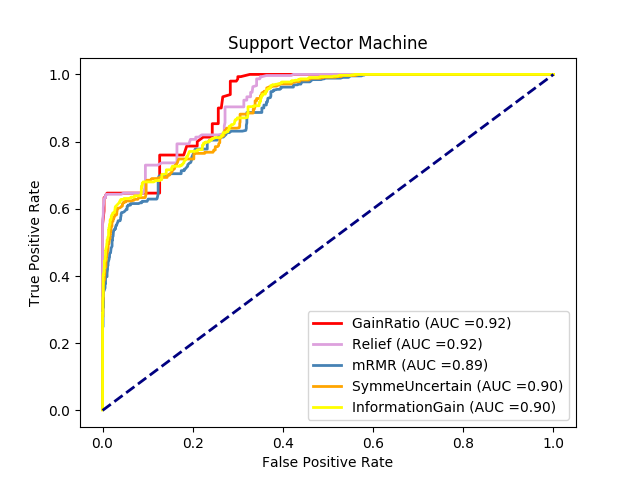 Support Vector Machine
True Positive Rate
1.0
0.8
0.6
0.4
0.2
0.0
GainRatio (AUC =0.92)
Relief (AUC =0.92)
mRMR (AUC =0.89)
SymmeUncertain (AUC =0.90)
InformationGain (AUC =0.90)
0.0 0.2 0.4 0.6 0.8 1.0
False Positive Rate